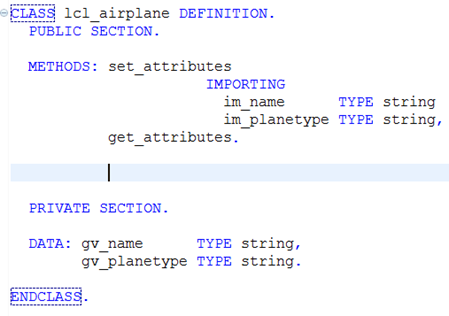 CLASS lcl_airplane DEFINITION.
PUBLIC SECTION.
METHODS: set_attributes
IMPORTING
im_name TYPE string
im_planetype TYPE string,
get_attributes.
PRIVATE SECTION.
DATA: gv_name TYPE string,
gv_planetype TYPE string.
ENDCLASS.